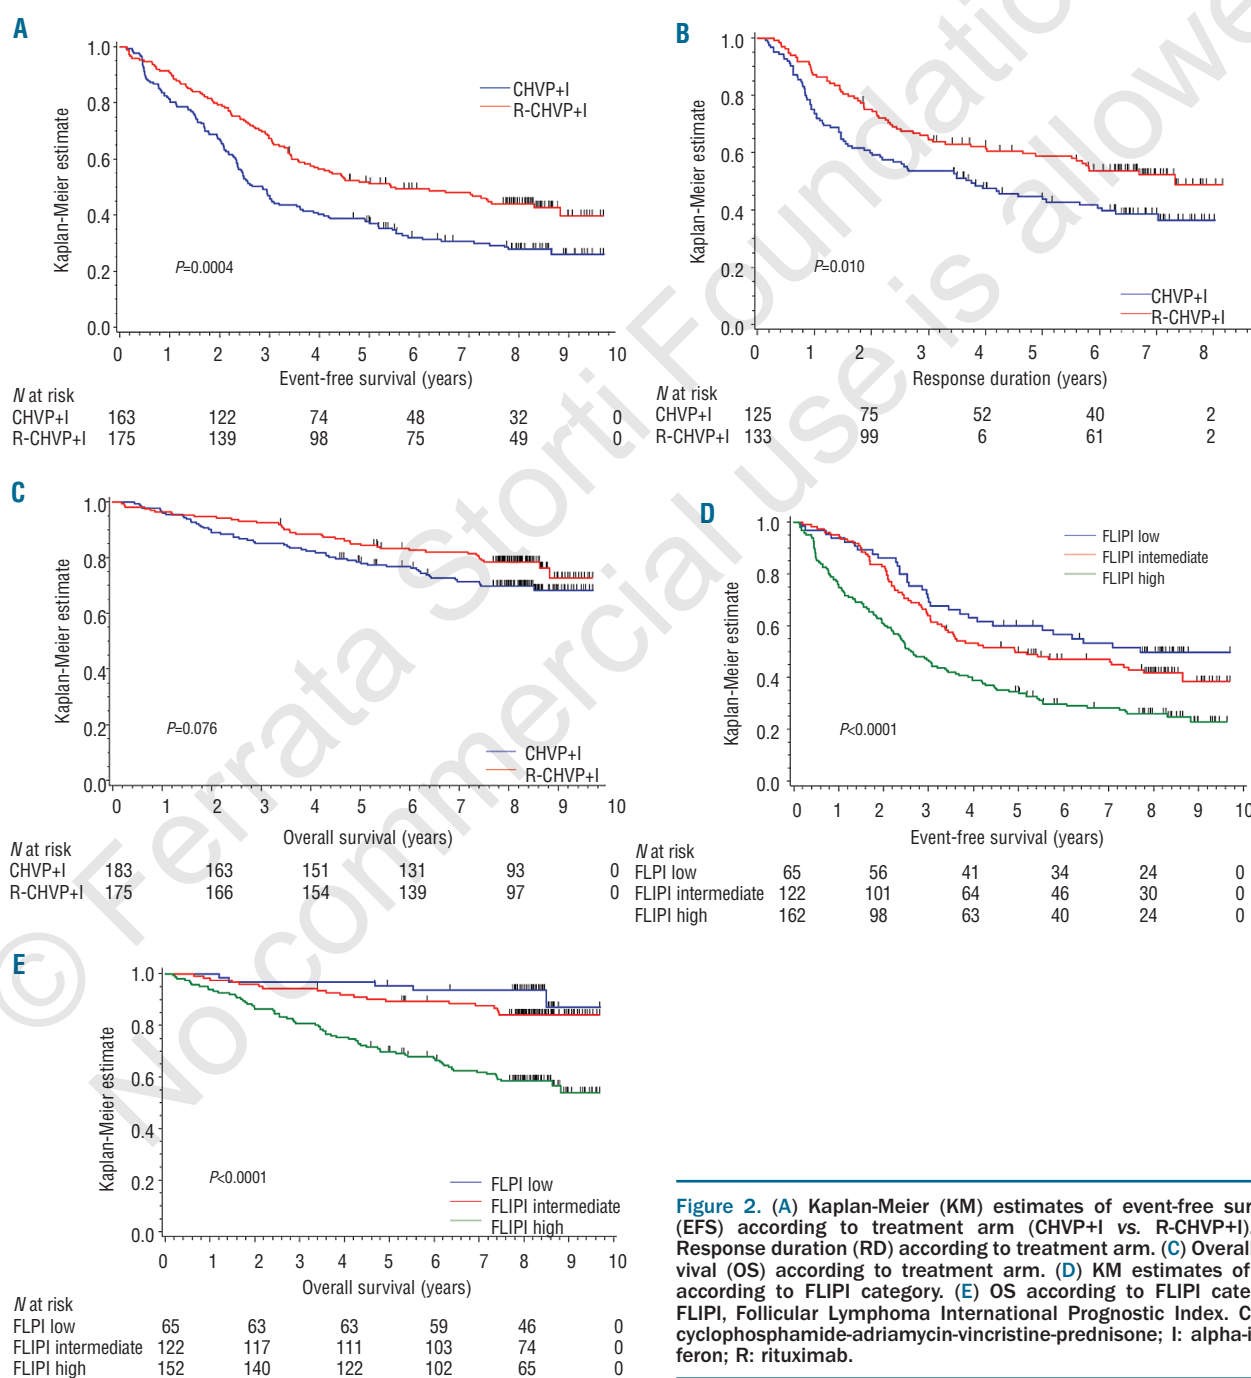 A
1.0
0.8
0.6
0.4
0.2
0.0
Kaplan-Meier estimate
CHVP+I
R-CHVP+I
P=0.0004
0 1 2 3 4 5 6 7 8 9 10
Event-free survival (years)
N at risk
CHVP+I 163 122 74 48 32 0
R-CHVP+I 175 139 98 75 49 0
B
1.0
0.8
0.6
0.4
0.2
0.0
Kaplan-Meier estimate
P=0.010
CHVP+I
R-CHVP+I
0 1 2 3 4 5 6 7 8
Response duration (years)
N at risk
CHVP+I 125 75 52 40 2
R-CHVP+I 133 99 6 61 2
C
1.0
0.8
0.6
0.4
0.2
0.0
Kaplan-Meier estimate
P=0.076
CHVP+I
R-CHVP+I
0 1 2 3 4 5 6 7 8 9 10
Overall survival (years)
N at risk
CHVP+I 183 163 151 131 93 0
R-CHVP+I 175 166 154 139 97 0
D
1.0
0.8
0.6
0.4
0.2
0.0
Kaplan-Meier estimate
FLIPI low
FLIPI intemediate
FLIPI high
P<0.0001
0 1 2 3 4 5 6 7 8 9 10
Event-free survival (years)
N at risk
FLPI low 65 56 41 34 24 0
FLIPI intermediate 122 101 64 46 30 0
FLIPI high 162 98 63 40 24 0
E
1.0
0.8
0.6
0.4
0.2
0.0
Kaplan-Meier estimate
P<0.0001
FLPI low
FLIPI intermediate
FLIPI high
0 1 2 3 4 5 6 7 8 9 10
Overall survival (years)
N at risk
FLPI low 65 63 63 59 46 0
FLIPI intermediate 122 117 111 103 74 0
FLIPI high 152 140 122 102 65 0
Figure 2. (A) Kaplan-Meier (KM) estimates of event-free sur
(EFS) according to treatment arm (CHVP+I vs. R-CHVP+I).
Response duration (RD) according to treatment arm. (C) Overall
vival (OS) according to treatment arm. (D) KM estimates of
according to FLIPI category. (E) OS according to FLIPI cate
FLIPI, Follicular Lymphoma International Prognostic Index. C
cyclophosphamide-adriamycin-vincristine-prednisone; I: alpha-i
feron; R: rituximab.
© Ferrata Storti Foundatio
No commercial use is allowe